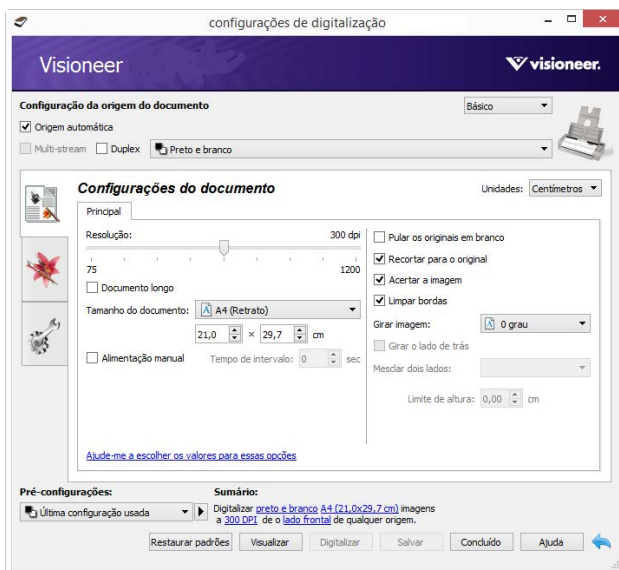 configurações de digitalização
Visioneer
visioneer.
Configuração da origem do documento
Básico
Origem automática
Multi-stream Duplex Preto e branco
Configurações do documento
Unidades: Centímetros
Principal
Resolução: 300 dpi
75 1200
Documento longo
Tamanho do documento: A4 (Retrato)
21,0 × 29,7 cm
Alimentação manual Tempo de intervalo: 0 sec
Pular os originais em branco
Recortar para o original
Acertar a imagem
Limpar bordas
Girar imagem: 0 grau
Girar o lado de trás
Mesclar dois lados:
Limite de altura: 0,00 cm
Ajude-me a escolher os valores para essas opções
Pré-configurações:
Última configuração usada
Sumário:
Digitalizar preto e branco A4 (21,0x29,7 cm) imagens
a 300 DPI de o lado frontal de qualquer origem.
Restaurar padrões Visualizar Digitalizar Salvar Concluído Ajuda